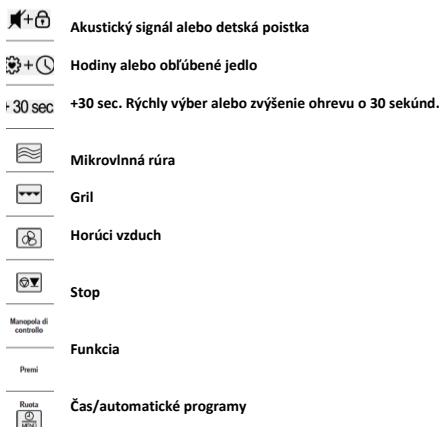 Akustický signál alebo detská poistka
Hodiny alebo obľúbené jedlo
+ 30 sec +30 sec. Rýchly výber alebo zvýšenie ohrevu o 30 sekúnd.
Mikrovlnná rúra
Gril
Horúci vzduch
Stop
Manopola di
controllo
Funkcia
Premi
Ruota
Čas/automatické programy
MENU